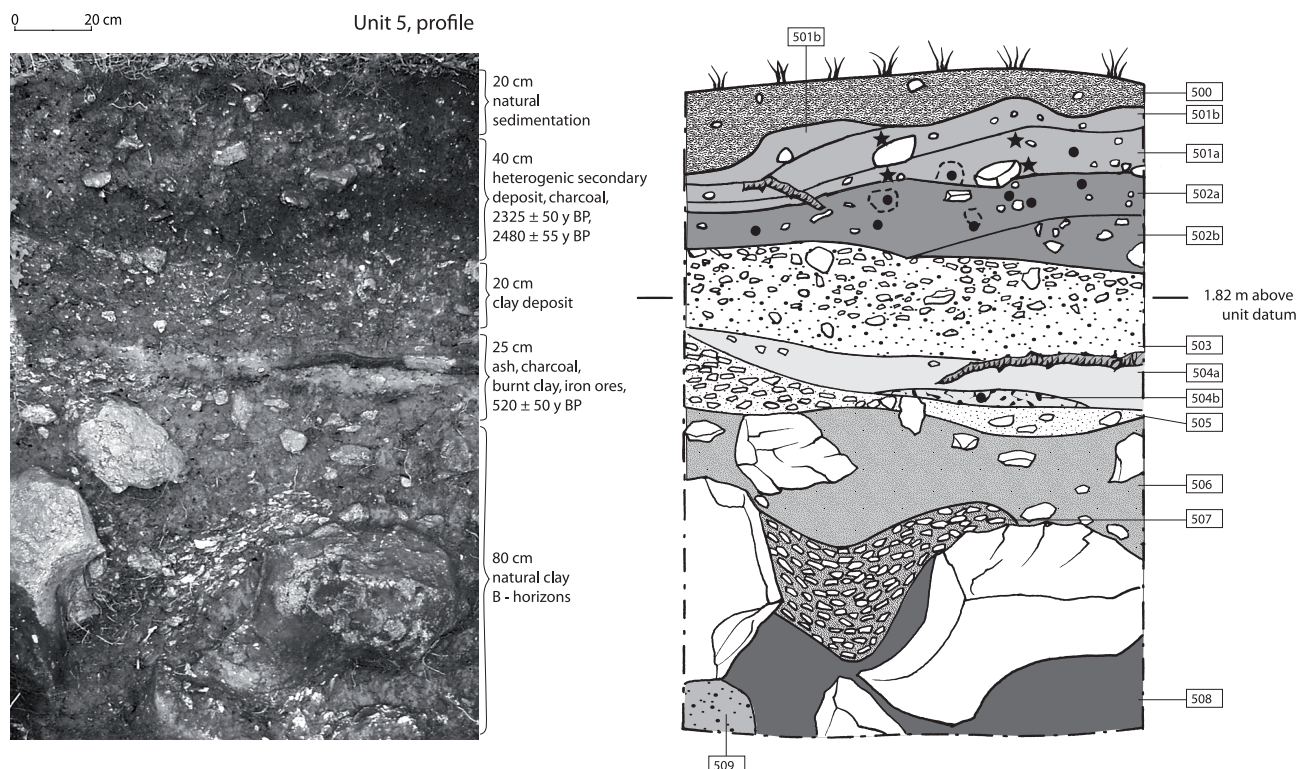 0 20 cm
Unit 5, profile
20 cm
natural
sedimentation
40 cm
heterogenic secondary
deposit, charcoal,
2325 ± 50 y BP,
2480 ± 55 y BP
20 cm
clay deposit
25 cm
ash, charcoal,
burnt clay, iron ores,
520 ± 50 y BP
80 cm
natural clay
B - horizons
501b
500
501b
501a
502a
502b
1.82 m above
unit datum
503
504a
504b
505
506
507
508
509